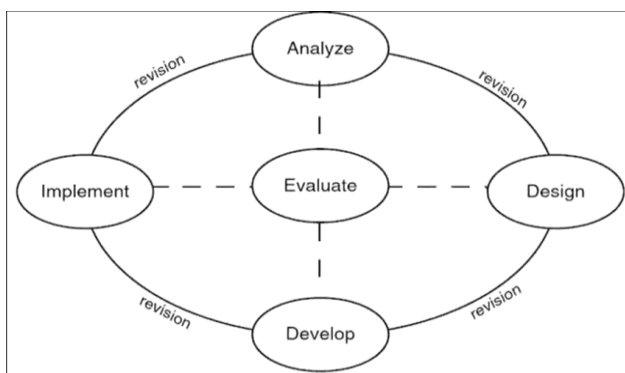 Analyze
revision
revision
Implement
Evaluate
Design
revision
revision
Develop